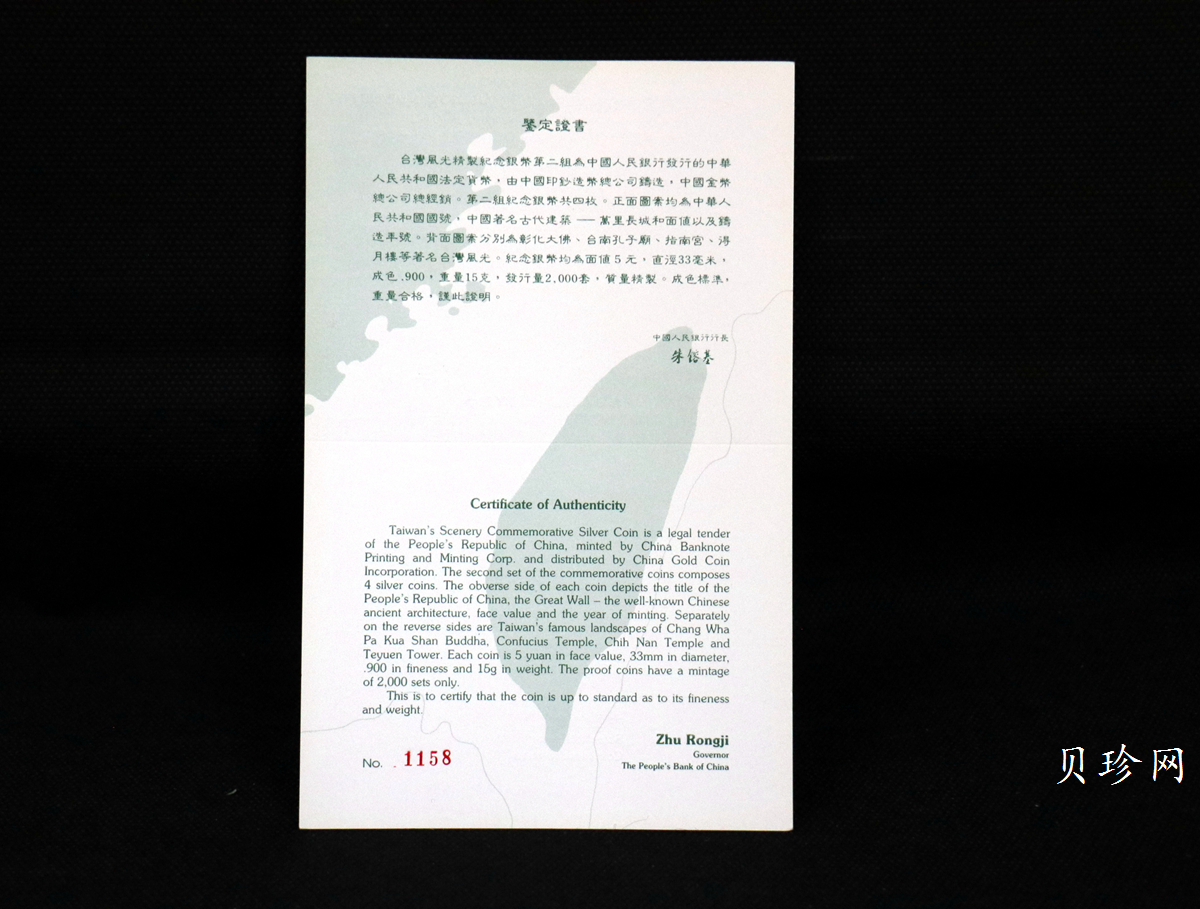 鑒定證書
台灣風光精製紀念銀幣第二組為中國人民銀行發行的中華
人民共和國法定貨幣，由中國印鈔造幣總公司鑄造，中國金幣
總公司總經銷。第二組紀念銀幣共四枚。正面圖案均為中華人
民共和國國號，中國著名古代建築 — 萬里長城和面值以及鑄
造年號。背面圖案分別為彰化大佛、台南孔子廟、指南宮、得
月樓等著名台灣風光。紀念銀幣均為面值5元，直徑33毫米，
成色.900，重量15克，發行量2,000套，質量精製。成色標準，
重量合格，謹此證明。
中國人民銀行行長
朱鎔基
Certificate of Authenticity
Taiwan's Scenery Commemorative Silver Coin is a legal tender
of the People's Republic of China, minted by China Banknote
Printing and Minting Corp. and distributed by China Gold Coin
Incorporation. The second set of the commemorative coins composes
4 silver coins. The obverse side of each coin depicts the title of the
People's Republic of China, the Great Wall – the well-known Chinese
ancient architecture, face value and the year of minting. Separately
on the reverse sides are Taiwan's famous landscapes of Chang Wha
Pa Kua Shan Buddha, Confucius Temple, Chih Nan Temple and
Teyuen Tower. Each coin is 5 yuan in face value, 33mm in diameter,
.900 in fineness and 15g in weight. The proof coins have a mintage
of 2,000 sets only.
This is to certify that the coin is up to standard as to its fineness
and weight.
Zhu Rongji
Governor
The People's Bank of China
No. . 1158
贝珍网